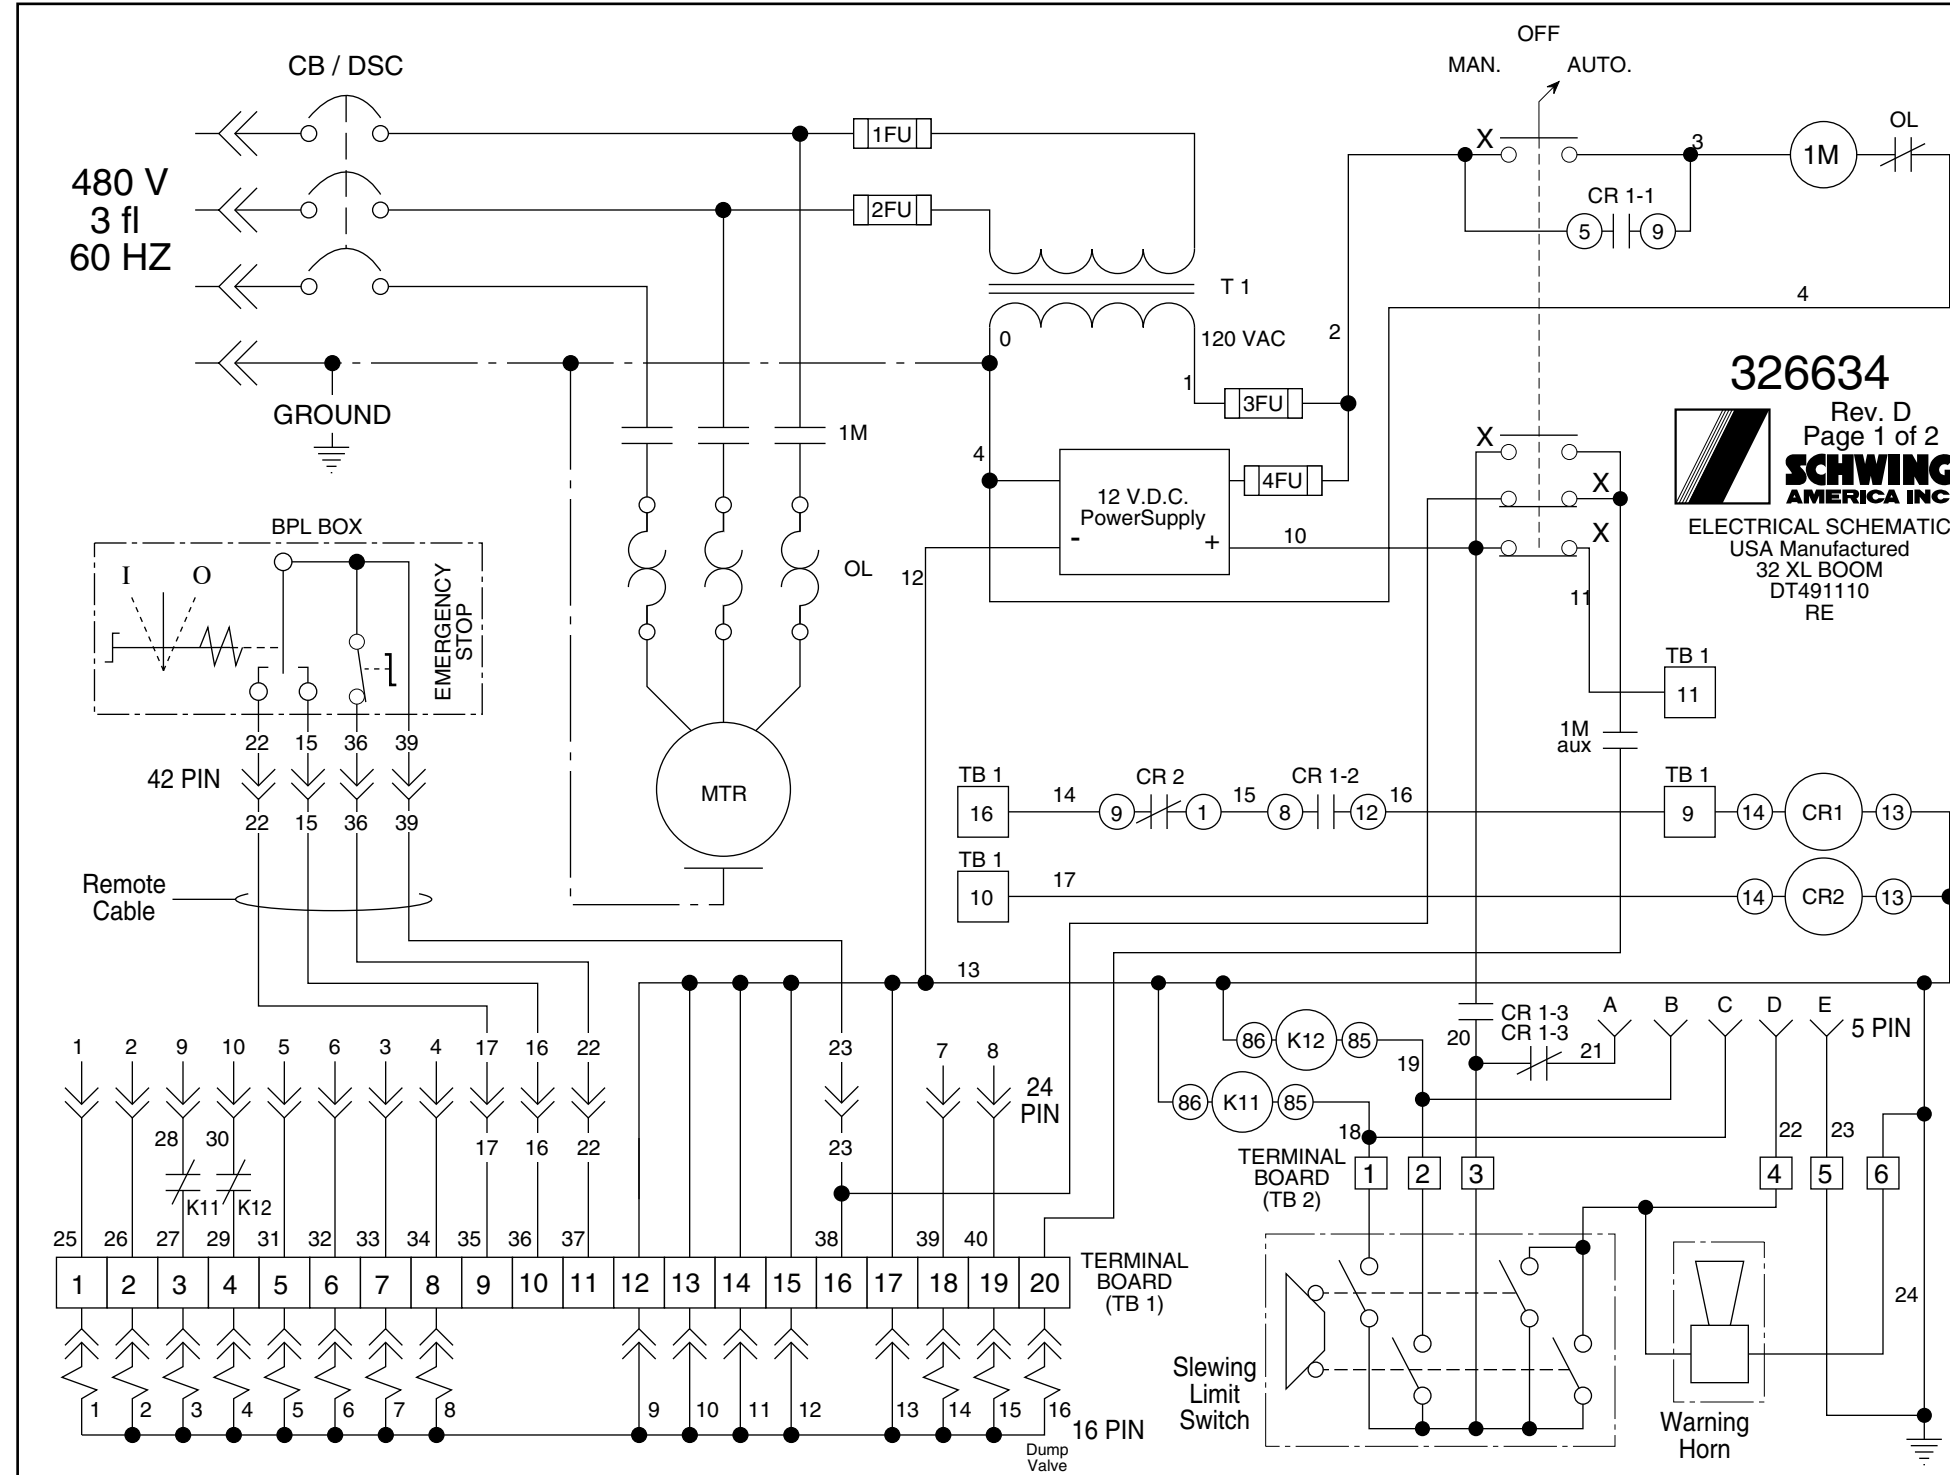 OFF
MAN. AUTO.
CB / DSC
480 V
3 fl
60 HZ
1FU
2FU
X
3
1M
OL
CR 1-1
5 9
T 1
0
120 VAC
2
4
1
3FU
GROUND
1M
4
4FU
12 V.D.C.
PowerSupply
- +
10
12
OL
X
X
X
11
326634
Rev. D
Page 1 of 2
SCHWING
AMERICA INC
ELECTRICAL SCHEMATIC
USA Manufactured
32 XL BOOM
DT491110
RE
BPL BOX
I O
EMERGENCY
STOP
22 15 36 39
42 PIN
22 15 36 39
Remote
Cable
MTR
TB 1
11
1M
aux
TB 1
16
14
CR 2
9 1
15
CR 1-2
8 12
16
TB 1
9
14 CR1 13
TB 1
10
17
14 CR2 13
13
1 2 9 10 5 6 3 4 17 16 22 23 7 8
24
PIN
28 30
17 16 22 23
K11 K12
86 K12 85
19
86 K11 85
18
CR 1-3
CR 1-3
20
21
A B C D E
5 PIN
22 23
TERMINAL
BOARD
(TB 2)
1 2 3 4 5 6
25 26 27 29 31 32 33 34 35 36 37 38 39 40
1 2 3 4 5 6 7 8 9 10 11 12 13 14 15 16 17 18 19 20
TERMINAL
BOARD
(TB 1)
1 2 3 4 5 6 7 8 9 10 11 12 13 14 15 16
16 PIN
Dump
Valve
Slewing
Limit
Switch
Warning
Horn
24